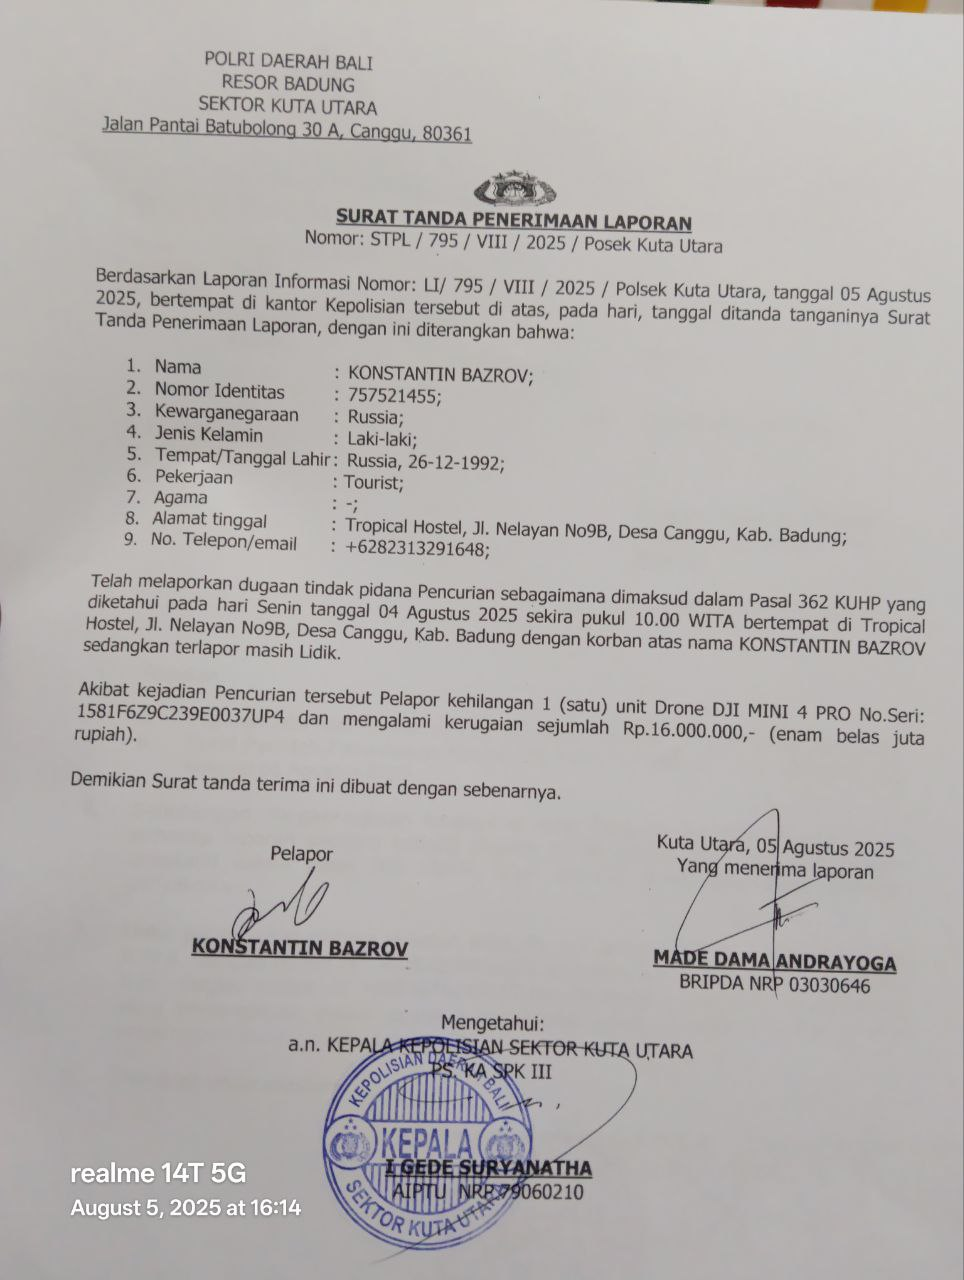 POLRI DAERAH BALI
RESOR BADUNG
SEKTOR KUTA UTARA
Jalan Pantai Batubolong 30 A, Canggu, 80361
SURAT TANDA PENERIMAAN LAPORAN
Nomor: STPL / 795 / VIII / 2025 / Posek Kuta Utara
Berdasarkan Laporan Informasi Nomor: LI/ 795 / VIII / 2025 / Polsek Kuta Utara, tanggal 05 Agustus
2025, bertempat di kantor Kepolisian tersebut di atas, pada hari, tanggal ditanda tanganinya Surat
Tanda Penerimaan Laporan, dengan ini diterangkan bahwa:
1. Nama : KONSTANTIN BAZROV;
2. Nomor Identitas : 757521455;
3. Kewarganegaraan : Russia;
4. Jenis Kelamin : Laki-laki;
5. Tempat/Tanggal Lahir : Russia, 26-12-1992;
6. Pekerjaan : Tourist;
7. Agama : -;
8. Alamat tinggal : Tropical Hostel, Jl. Nelayan No9B, Desa Canggu, Kab. Badung;
9. No. Telepon/email : +6282313291648;
Telah melaporkan dugaan tindak pidana Pencurian sebagaimana dimaksud dalam Pasal 362 KUHP yang
diketahui pada hari Senin tanggal 04 Agustus 2025 sekira pukul 10.00 WITA bertempat di Tropical
Hostel, Jl. Nelayan No9B, Desa Canggu, Kab. Badung dengan korban atas nama KONSTANTIN BAZROV
sedangkan terlapor masih Lidik.
Akibat kejadian Pencurian tersebut Pelapor kehilangan 1 (satu) unit Drone DJI MINI 4 PRO No.Seri:
1581F6Z9C239E0037UP4 dan mengalami kerugian sejumlah Rp.16.000.000,- (enam belas juta
rupiah).
Demikian Surat tanda terima ini dibuat dengan sebenarnya.
Kuta Utara, 05 Agustus 2025
Pelapor
Yang menerima laporan
KONSTANTIN BAZROV
MADE DAMA ANDRAYOGA
BRIPDA NRP 03030646
Mengetahui:
a.n. KEPALA KEPOLISIAN SEKTOR KUTA UTARA
PS. KA SPK III
KEPOLISIAN DAERAH BALI
KEPALA
SEKTOR KUTA UTARA
I GEDE SURYANATHA
AIPTU NRP 79060210
realme 14T 5G
August 5, 2025 at 16:14